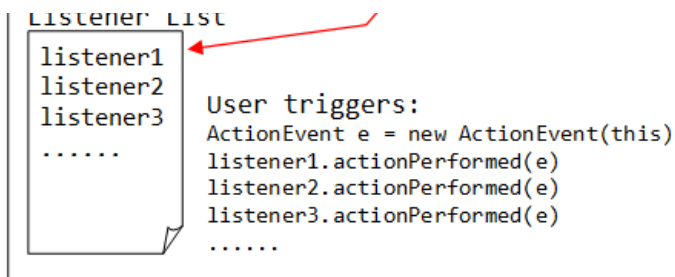 Listener List
listener1
listener2
listener3
......
User triggers:
ActionEvent e = new ActionEvent(this)
listener1.actionPerformed(e)
listener2.actionPerformed(e)
listener3.actionPerformed(e)
......